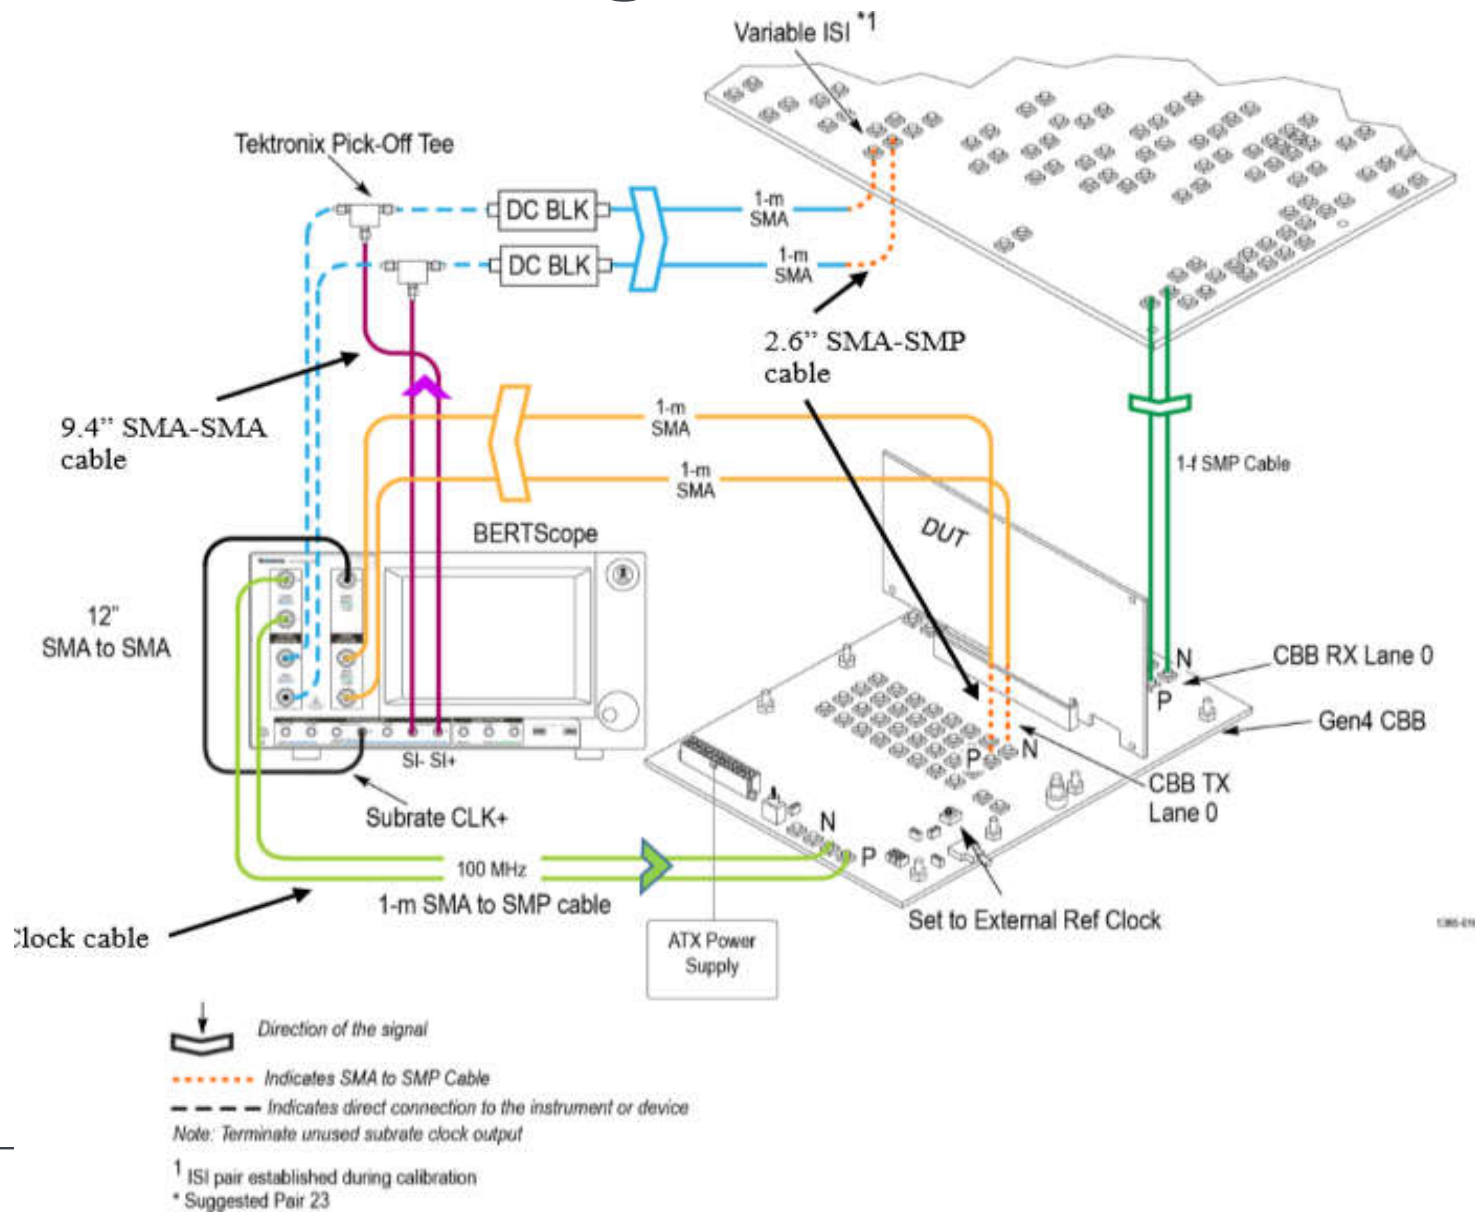 Variable ISI *1
Tektronix Pick-Off Tee
DC BLK
1-m
SMA
DC BLK
1-m
SMA
2.6” SMA-SMP
cable
9.4” SMA-SMA
cable
1-m
SMA
1-m
SMA
1-f SMP Cable
BERTScope
DUT
12"
SMA to SMA
N
CBB RX Lane 0
P
Gen4 CBB
SI- SI+
P
N
CBB TX
Lane 0
Subrate CLK+
N
P
100 MHz
1-m SMA to SMP cable
Set to External Ref Clock
Clock cable
ATX Power
Supply
Direction of the signal
Indicates SMA to SMP Cable
Indicates direct connection to the instrument or device
Note: Terminate unused subrate clock output
1 ISI pair established during calibration
* Suggested Pair 23